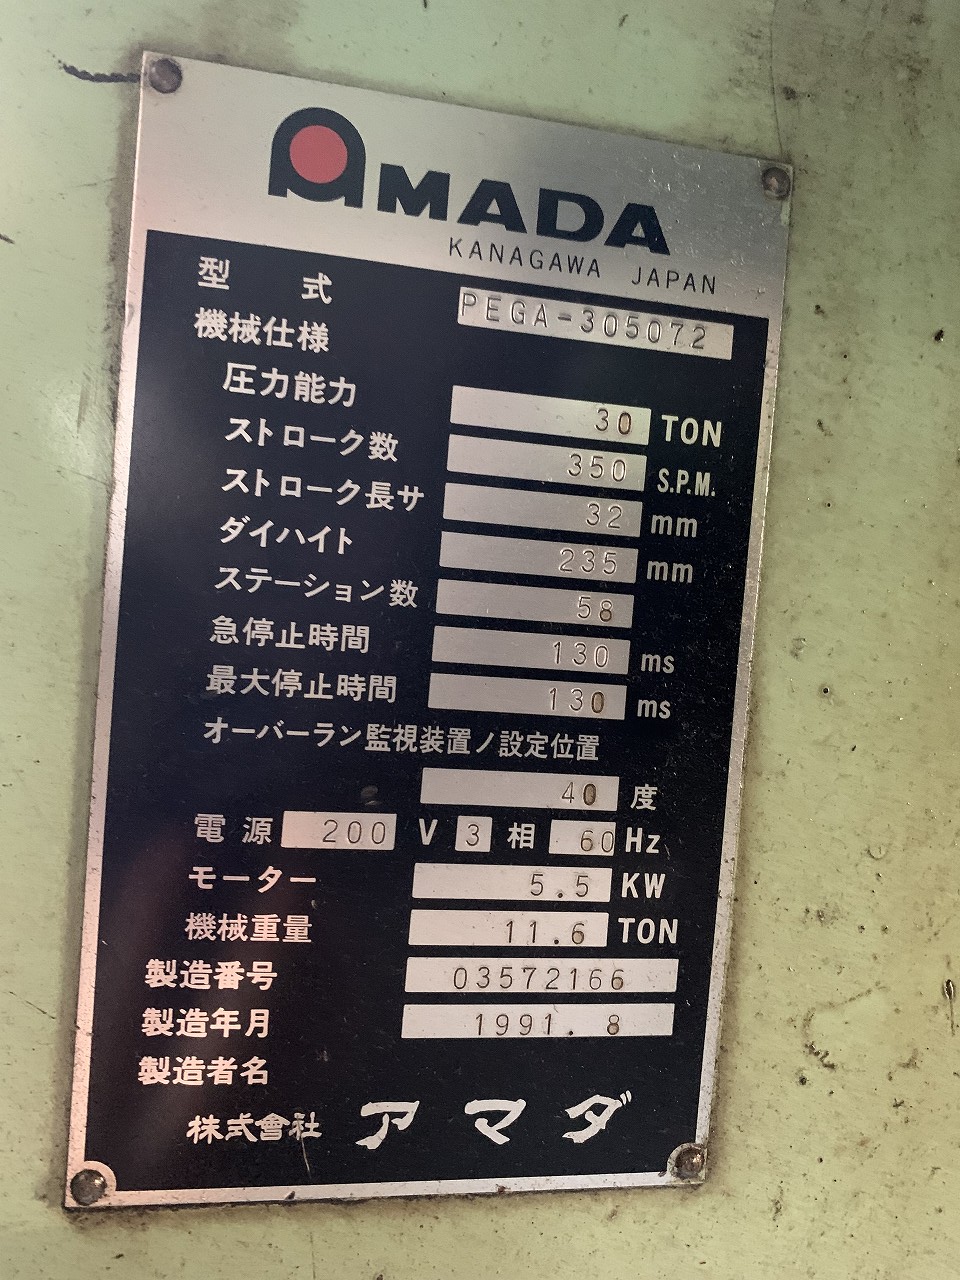 AMADA
KANAGAWA JAPAN
型式 PEGA-305072
機械仕様
圧力能力 30 TON
ストローク数 350 S.P.M.
ストローク長サ 32 mm
ダイハイト 235 mm
ステーション数 58
急停止時間 130 ms
最大停止時間 130 ms
オーバーラン監視装置ノ設定位置
40 度
電源 200 V 3 相 60 Hz
モーター 5.5 KW
機械重量 11.6 TON
製造番号 03572166
製造年月 1991. 8
製造者名
株式會社 アマダ